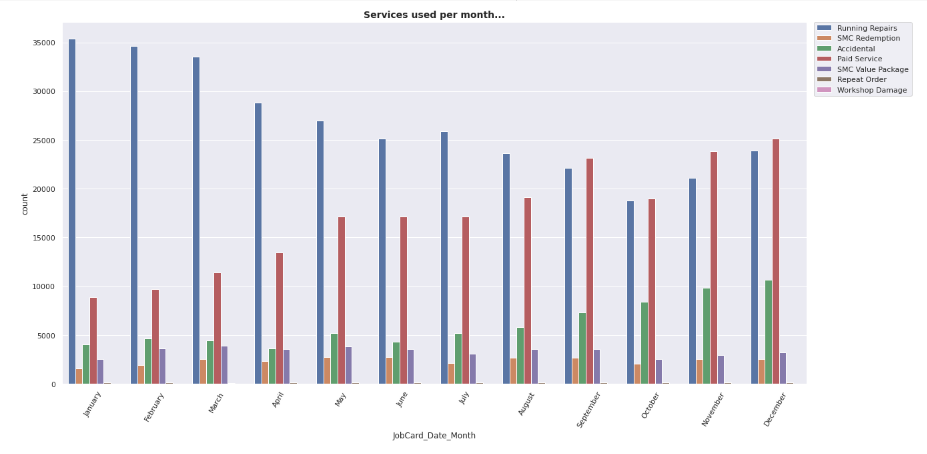 Services used per month...
Running Repairs
SMC Redemption
Accidental
Paid Service
SMC Value Package
Repeat Order
Workshop Damage
35000
30000
25000
20000
15000
10000
5000
0
count
January
February
March
April
May
June
July
August
September
October
November
December
JobCard_Date_Month